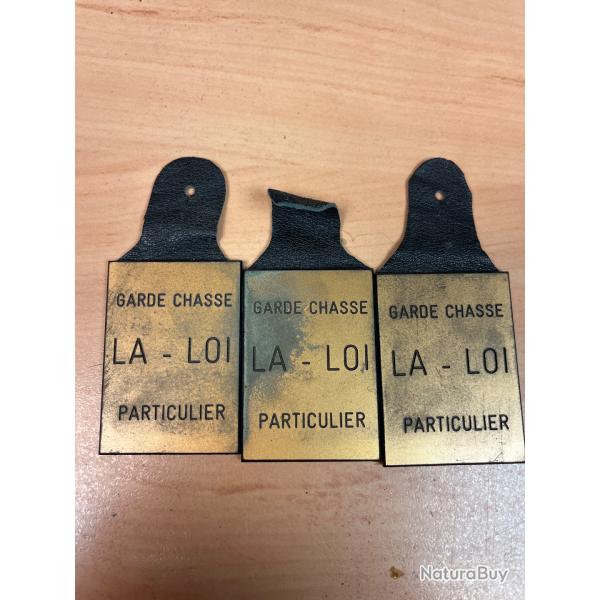 GARDE CHASSE
LA - LOI
PARTICULIER
GARDE CHASSE
LA - LOI
PARTICULIER
GARDE CHASSE
LA - LOI
PARTICULIER
NaturaBuy